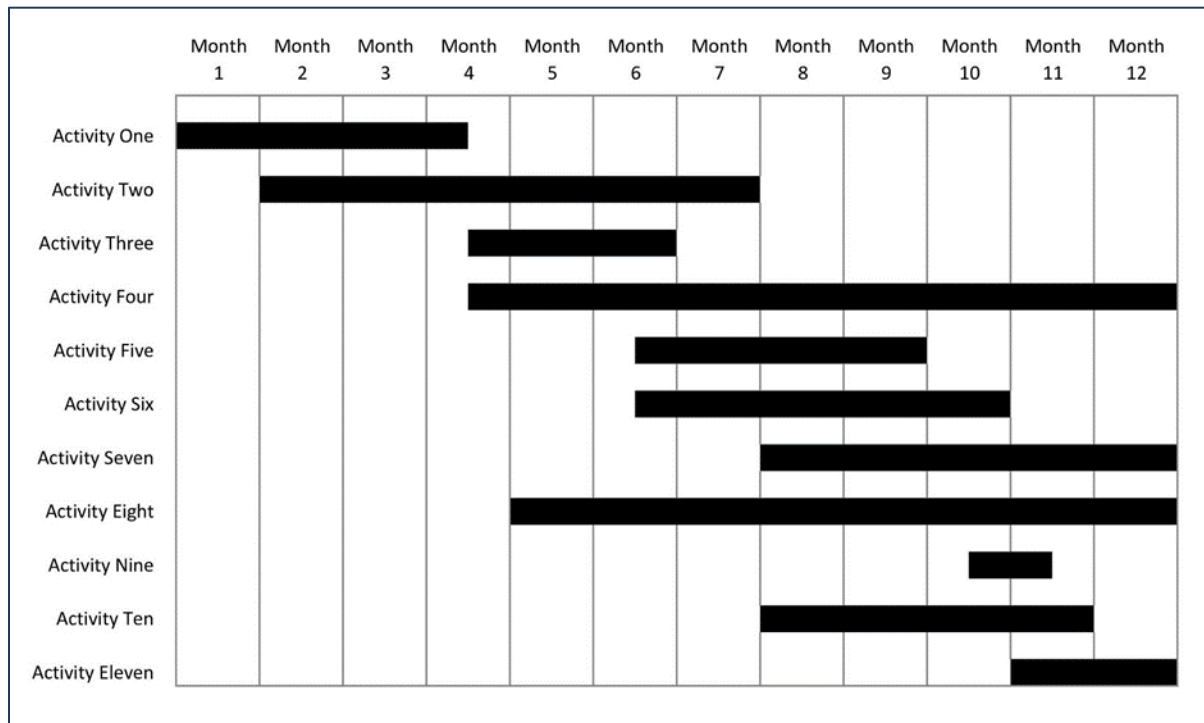 Month Month Month Month Month Month Month Month Month Month Month Month
1 2 3 4 5 6 7 8 9 10 11 12
Activity One
Activity Two
Activity Three
Activity Four
Activity Five
Activity Six
Activity Seven
Activity Eight
Activity Nine
Activity Ten
Activity Eleven